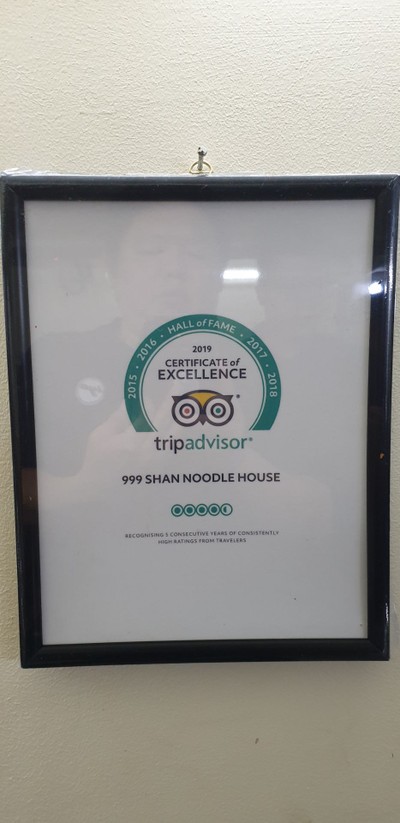 2015 • 2016 • HALL of FAME • 2017 • 2018
2019
CERTIFICATE of
EXCELLENCE
tripadvisor®
999 SHAN NOODLE HOUSE
RECOGNISING 5 CONSECUTIVE YEARS OF CONSISTENTLY
HIGH RATINGS FROM TRAVELERS